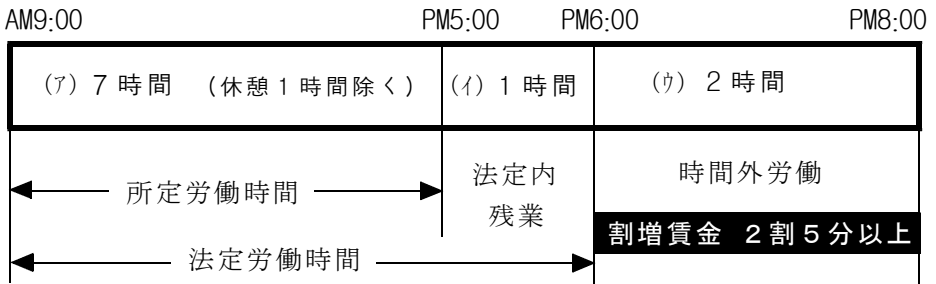 AM9:00 PM5:00 PM6:00 PM8:00
(ア) 7時間 (休憩1時間除く) (イ) 1時間 (ウ) 2時間
所定労働時間
法定内
残業
時間外労働
割増賃金 2割5分以上
法定労働時間